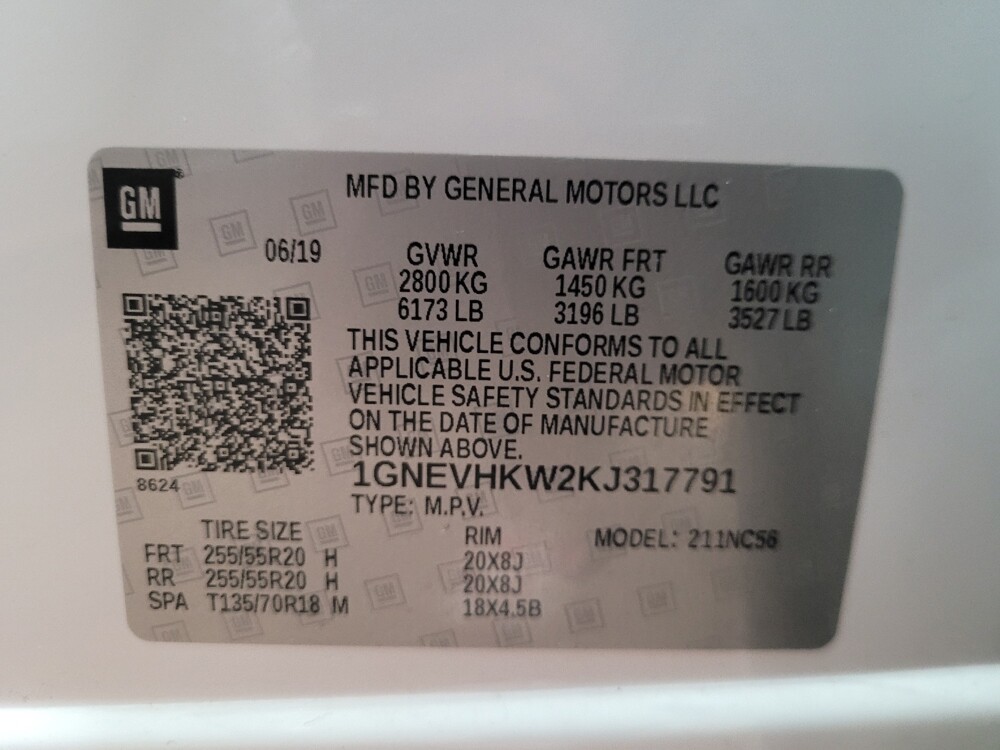 GM
MFD BY GENERAL MOTORS LLC
06/19
GVWR GAWR FRT GAWR RR
2800 KG 1450 KG 1600 KG
6173 LB 3196 LB 3527 LB
THIS VEHICLE CONFORMS TO ALL
APPLICABLE U.S. FEDERAL MOTOR
VEHICLE SAFETY STANDARDS IN EFFECT
ON THE DATE OF MANUFACTURE
SHOWN ABOVE.
8624
1GNEVHKW2KJ317791
TYPE: M.P.V.
TIRE SIZE RIM MODEL: 211NC56
FRT 255/55R20 H 20X8J
RR 255/55R20 H 20X8J
SPA T135/70R18 M 18X4.5B